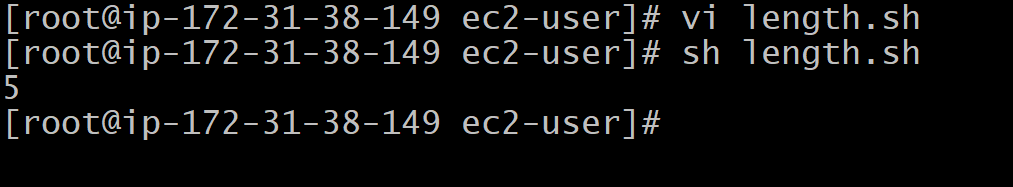 [root@ip-172-31-38-149 ec2-user]# vi length.sh
[root@ip-172-31-38-149 ec2-user]# sh length.sh
5
[root@ip-172-31-38-149 ec2-user]#